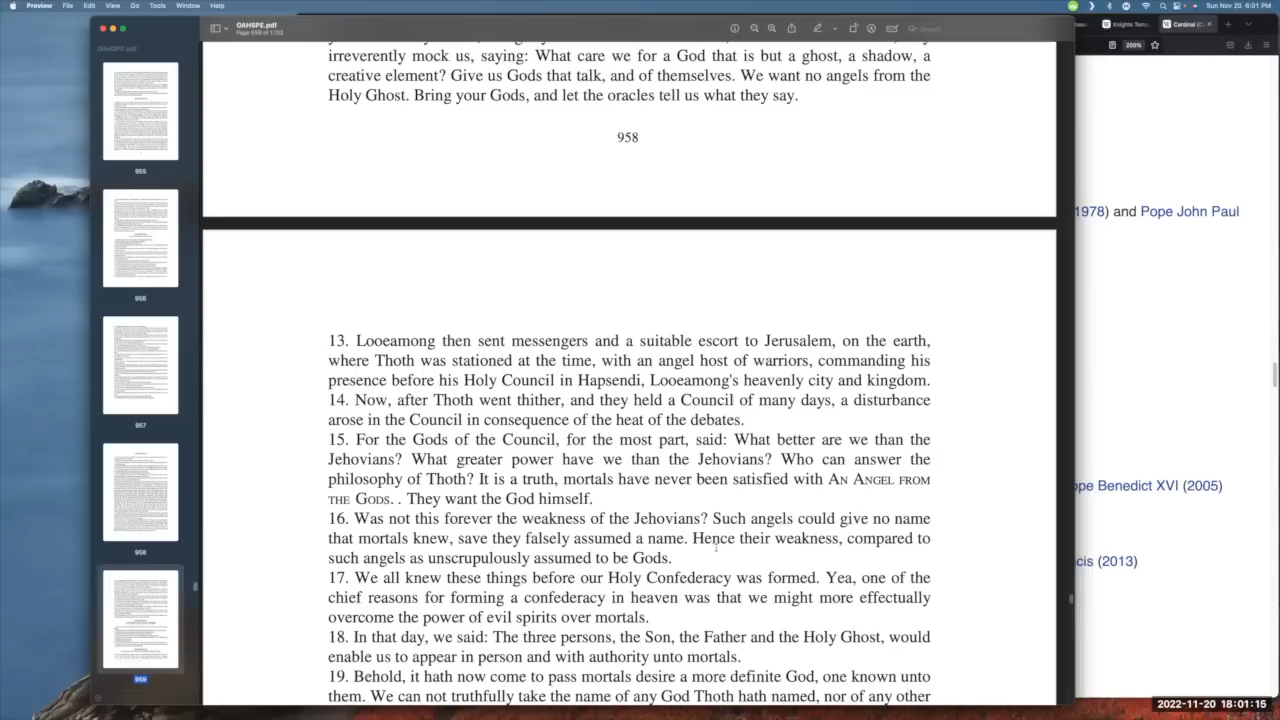 Preview File Edit View Go Tools Window Help
Sun Nov 20 6:01 PM
OAHSPE.pdf
Page 959 of 1153
Search
Knights Temp
Cardinal (C
200%
OAHSPE.pdf
955
956
957
958
959
irreverently mock us, saying: What care we for a God that is but a ghost, a shadow, a
creative element? Give us Gods that talk, and of themselves. We want no angels from the
Holy Ghost. Bring your Gods, and let the oracle tell us what they say.
958
13. Looeamong then sent messengers and a suitable escort to Jerusalem, on the earth,
where Thoth was stationed at that time with an angel host of warriors, commanding his
presence before his Holy Council at Hapsendi, Looeamong's heavenly seat and kingdom.
14. Now, after Thoth went thither, and they held a Council of many days, a disturbance
arose in the Council in consequence of the heat of the debates.
15. For the Gods of the Council, for the most part, said: What better are we than the
Jehovians? What greater power have we than the Jehovians? Who can answer the
philosophy of Thoth? It is a truth, mortals have never been satisfied with AN ANGEL FROM
THE GODS. They want the God himself.
16. Was not this forever the weakness of the Jehovians? Such angels could give no name
that mortals knew, save they falsely assumed a name. Hence their weakness, compared to
such angels as unscrupulously assumed to be Gods.
17. We all knew these things before our Holy Confederacy was formed; yea, one of the
chief reasons for forming a confederacy in heaven was that we might more effectually
overcome the power of evil spirits over mortals.
18. In that day, we said: The three persons, the Son, the Father and the Holy Ghost, would
enable us to appear in person and with authority unto mortals.
19. Behold, it hath now come to pass mortals desire a more definite God, one known unto
them. We can not truthfully take the name of any God Thoth hath named, nor of any other
1978) and Pope John Paul
ope Benedict XVI (2005)
cis (2013)
2022-11-20 18:01:15